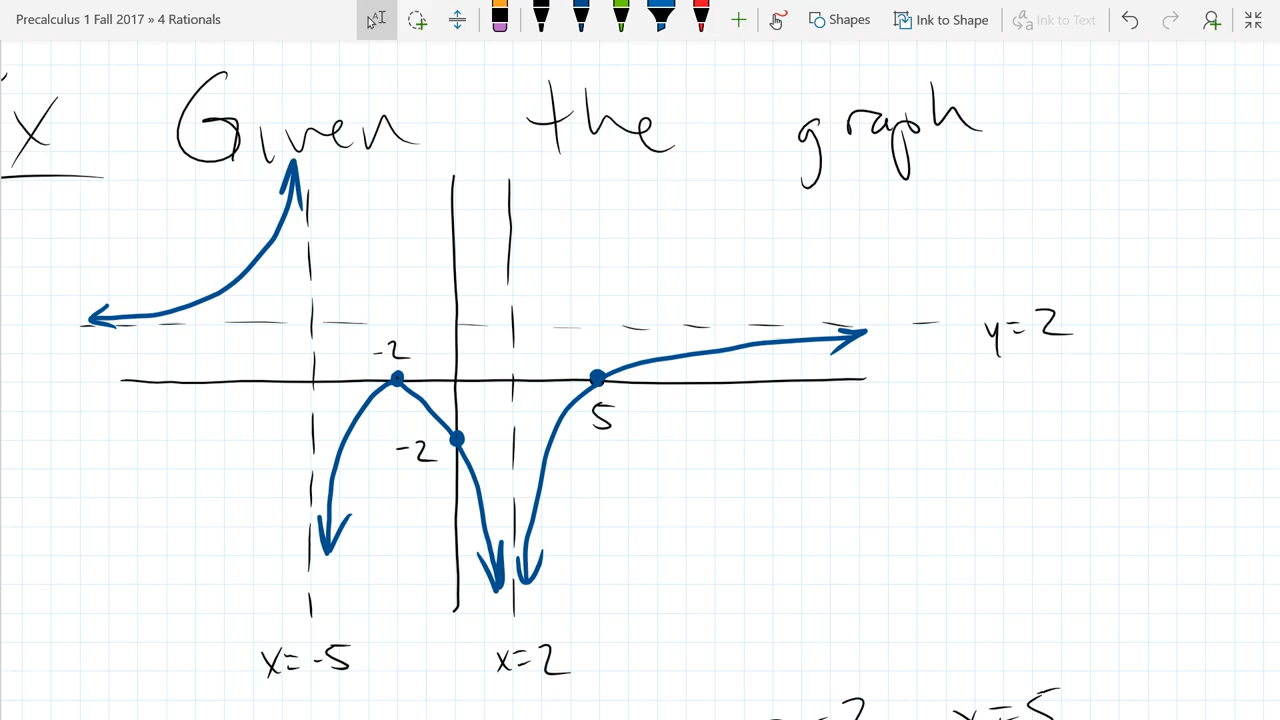 Precalculus 1 Fall 2017 » 4 Rationals
Shapes
Ink to Shape
Ink to Text
x Given the graph
y=2
-2
5
-2
x=-5 x=2
x=5